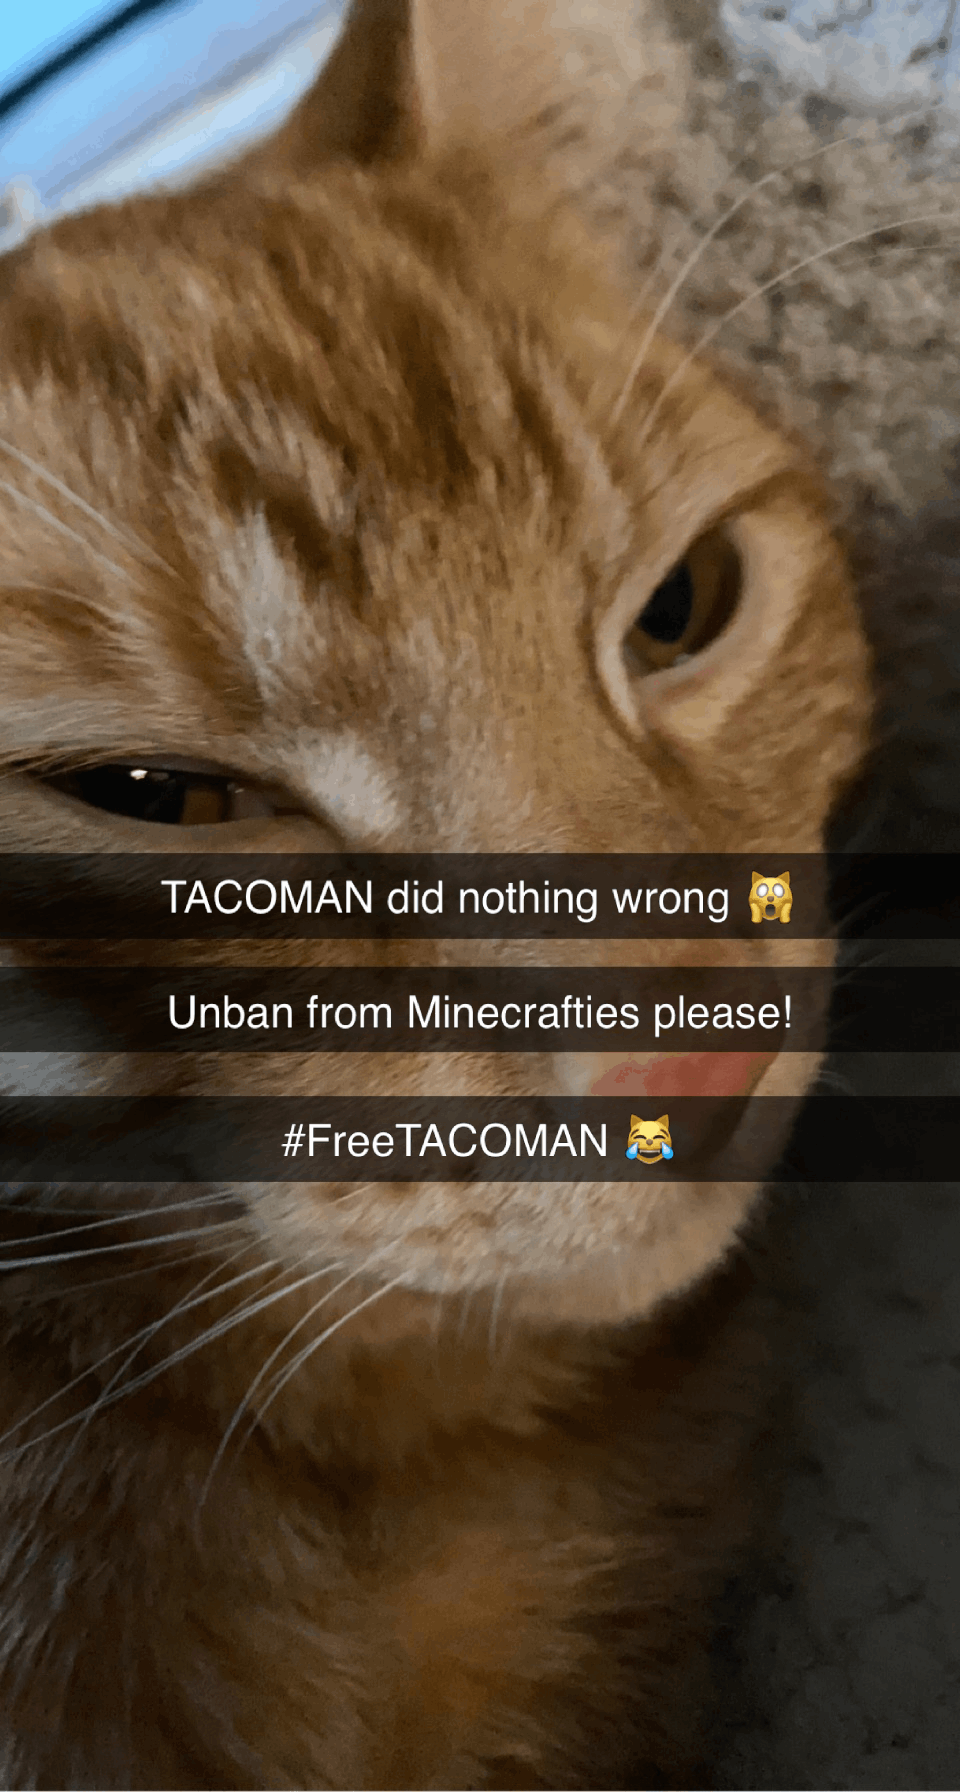 TACOMAN did nothing wrong 🙀
Unban from Minecrafties please!
#FreeTACOMAN 😹